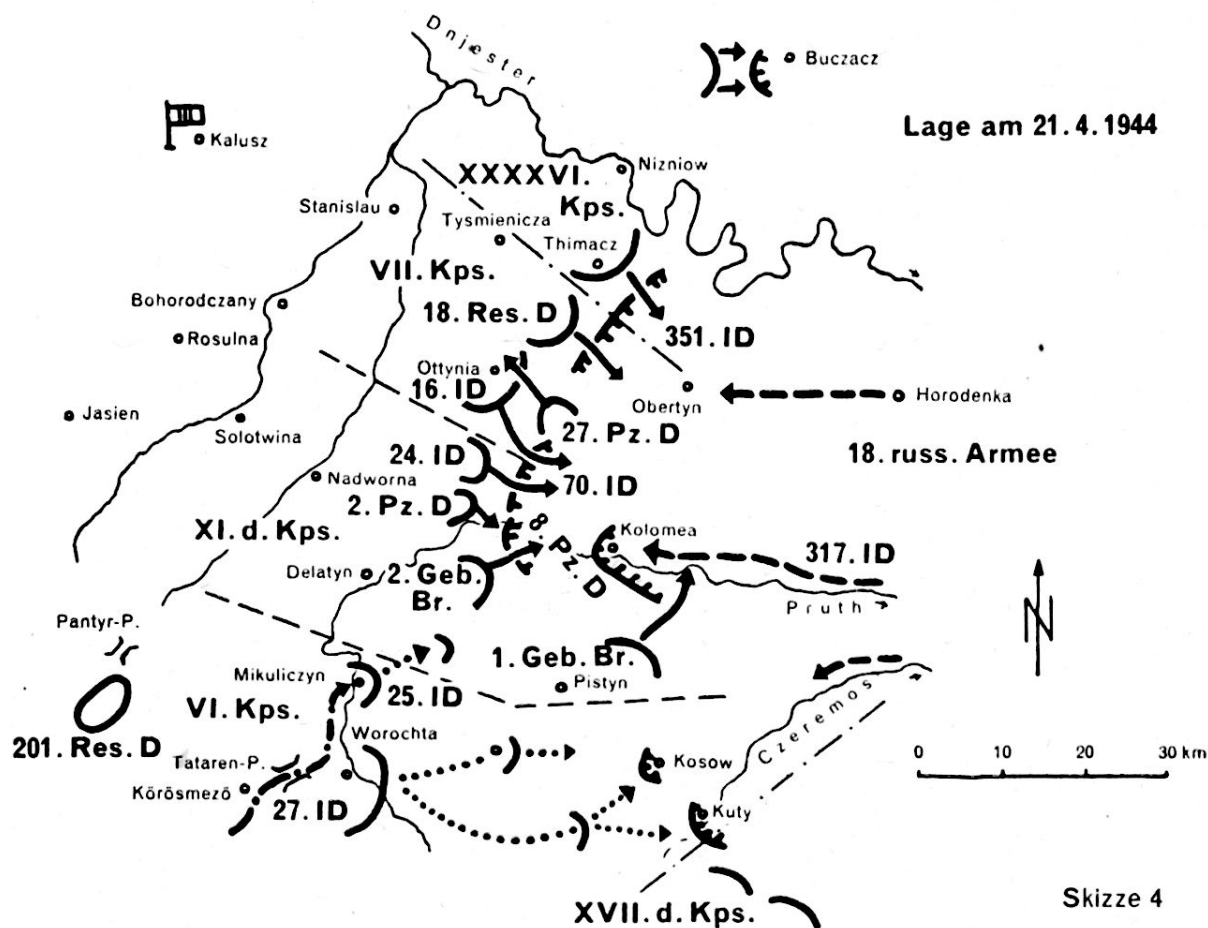 Dnjester
Buczacz
Lage am 21.4.1944
Kalusz
XXXXVI.
Kps.
Nizniow
Stanislau
Tysmienicza
Thimacz
VII. Kps.
Bohorodczany
18. Res. D
351. ID
Rosulna
Ottynia
16. ID
Obertyn
Horodenka
Jasien
Solotwina
27. Pz. D
24. ID
18. russ. Armee
Nadworna
70. ID
2. Pz. D
XI. d. Kps.
8. Pz. D
Kolomea
317. ID
Delatyn
2. Geb.
Br.
Pruth
Pantyr-P.
N
1. Geb. Br.
Mikuliczyn
Pistyn
25. ID
VI. Kps.
201. Res. D
Worochta
Czeremos
Tataren-P.
Kosow
0 10 20 30 km
Körösmező
27. ID
Kuty
XVII. d. Kps.
Skizze 4